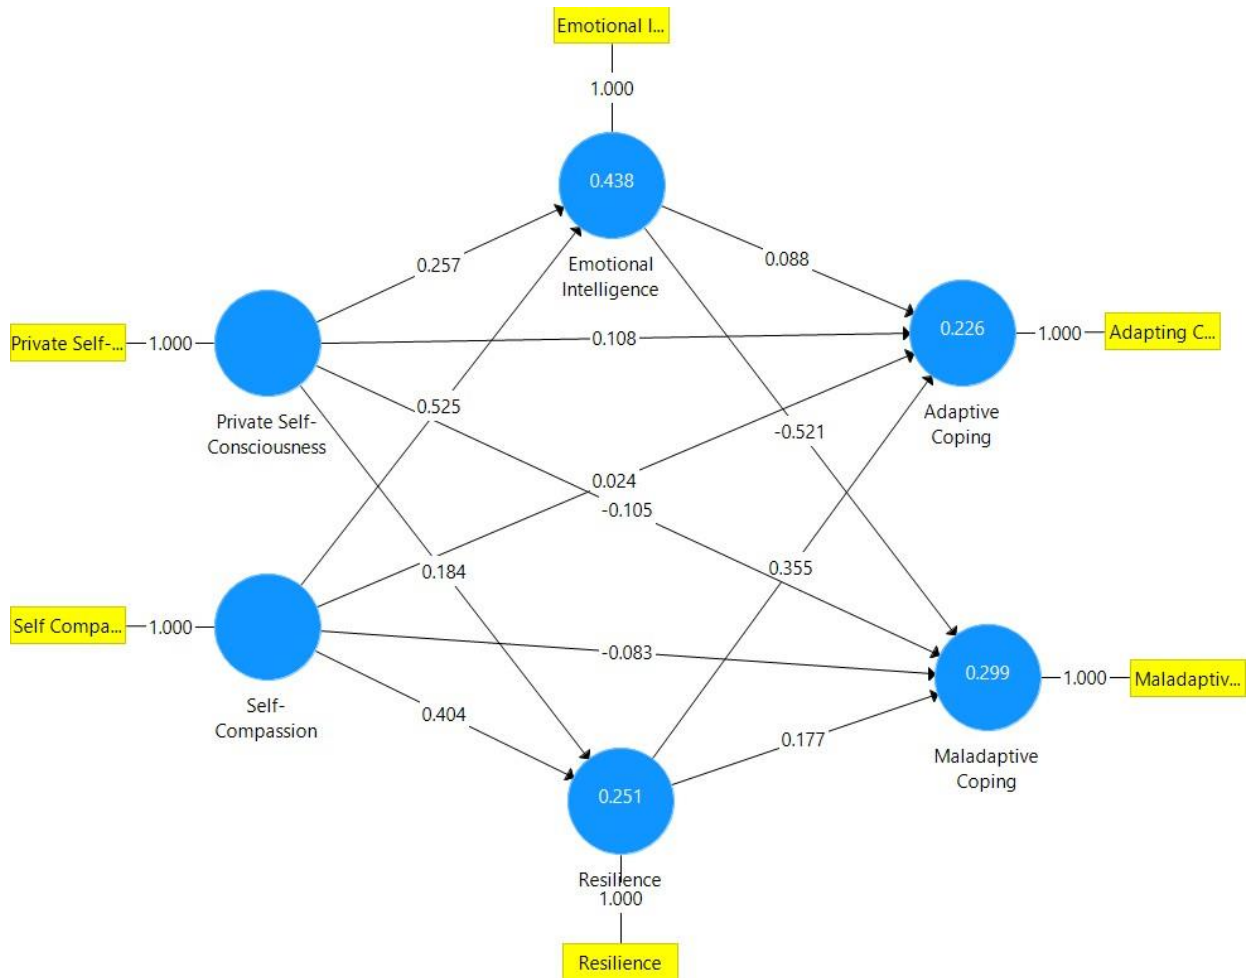 Emotional I...
1.000
0.438
Emotional
Intelligence
0.257
0.088
Private Self-...
1.000
0.108
0.226
1.000
Adapting C...
Private Self-
Consciousness
0.525
Adaptive
Coping
-0.521
0.024
-0.105
0.184
0.355
Self Compa...
1.000
-0.083
0.299
1.000
Maladaptiv...
Self-
Compassion
0.404
0.177
Maladaptive
Coping
0.251
Resilience
1.000
Resilience